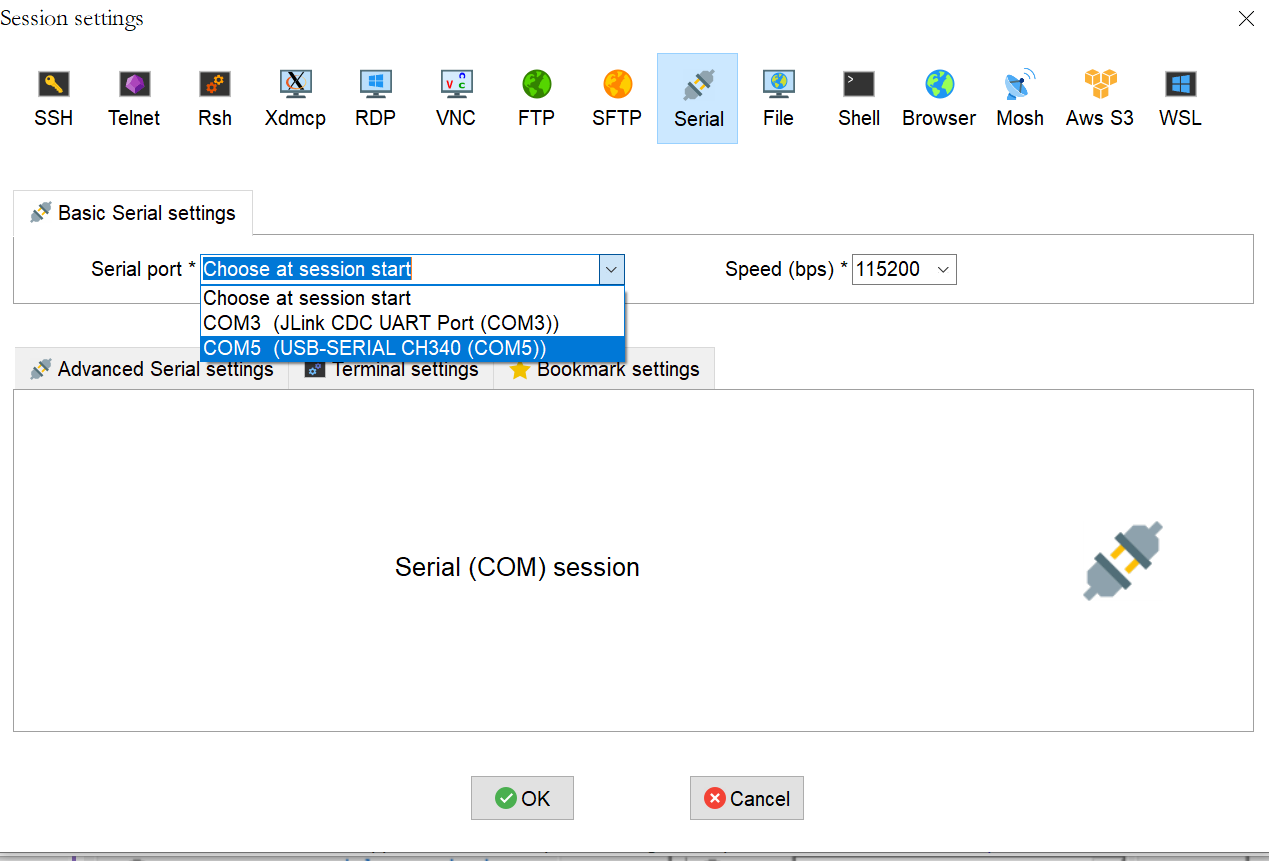 Session settings
SSH Telnet Rsh Xdmcp RDP VNC FTP SFTP Serial File Shell Browser Mosh Aws S3 WSL
Basic Serial settings
Serial port * Choose at session start Speed (bps) * 115200
Choose at session start
COM3 (JLink CDC UART Port (COM3))
COM5 (USB-SERIAL CH340 (COM5))
Advanced Serial settings Terminal settings Bookmark settings
Serial (COM) session
OK Cancel